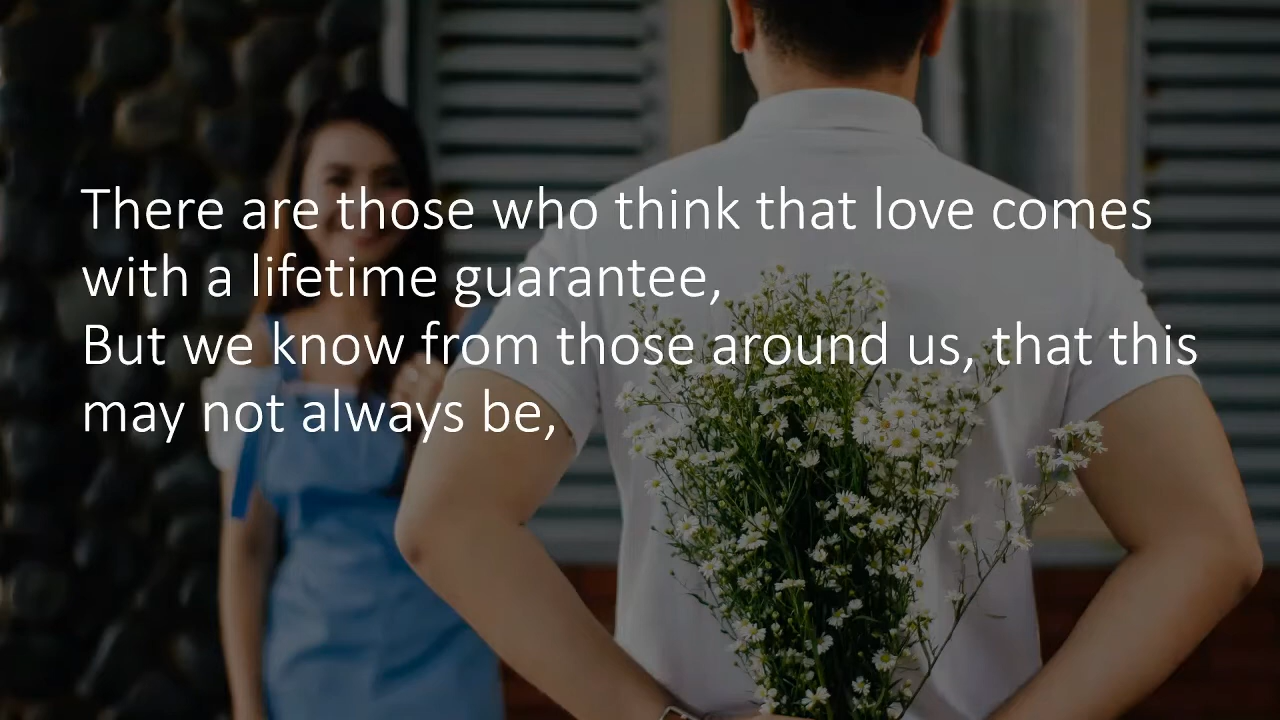 There are those who think that love comes
with a lifetime guarantee,
But we know from those around us, that this
may not always be,